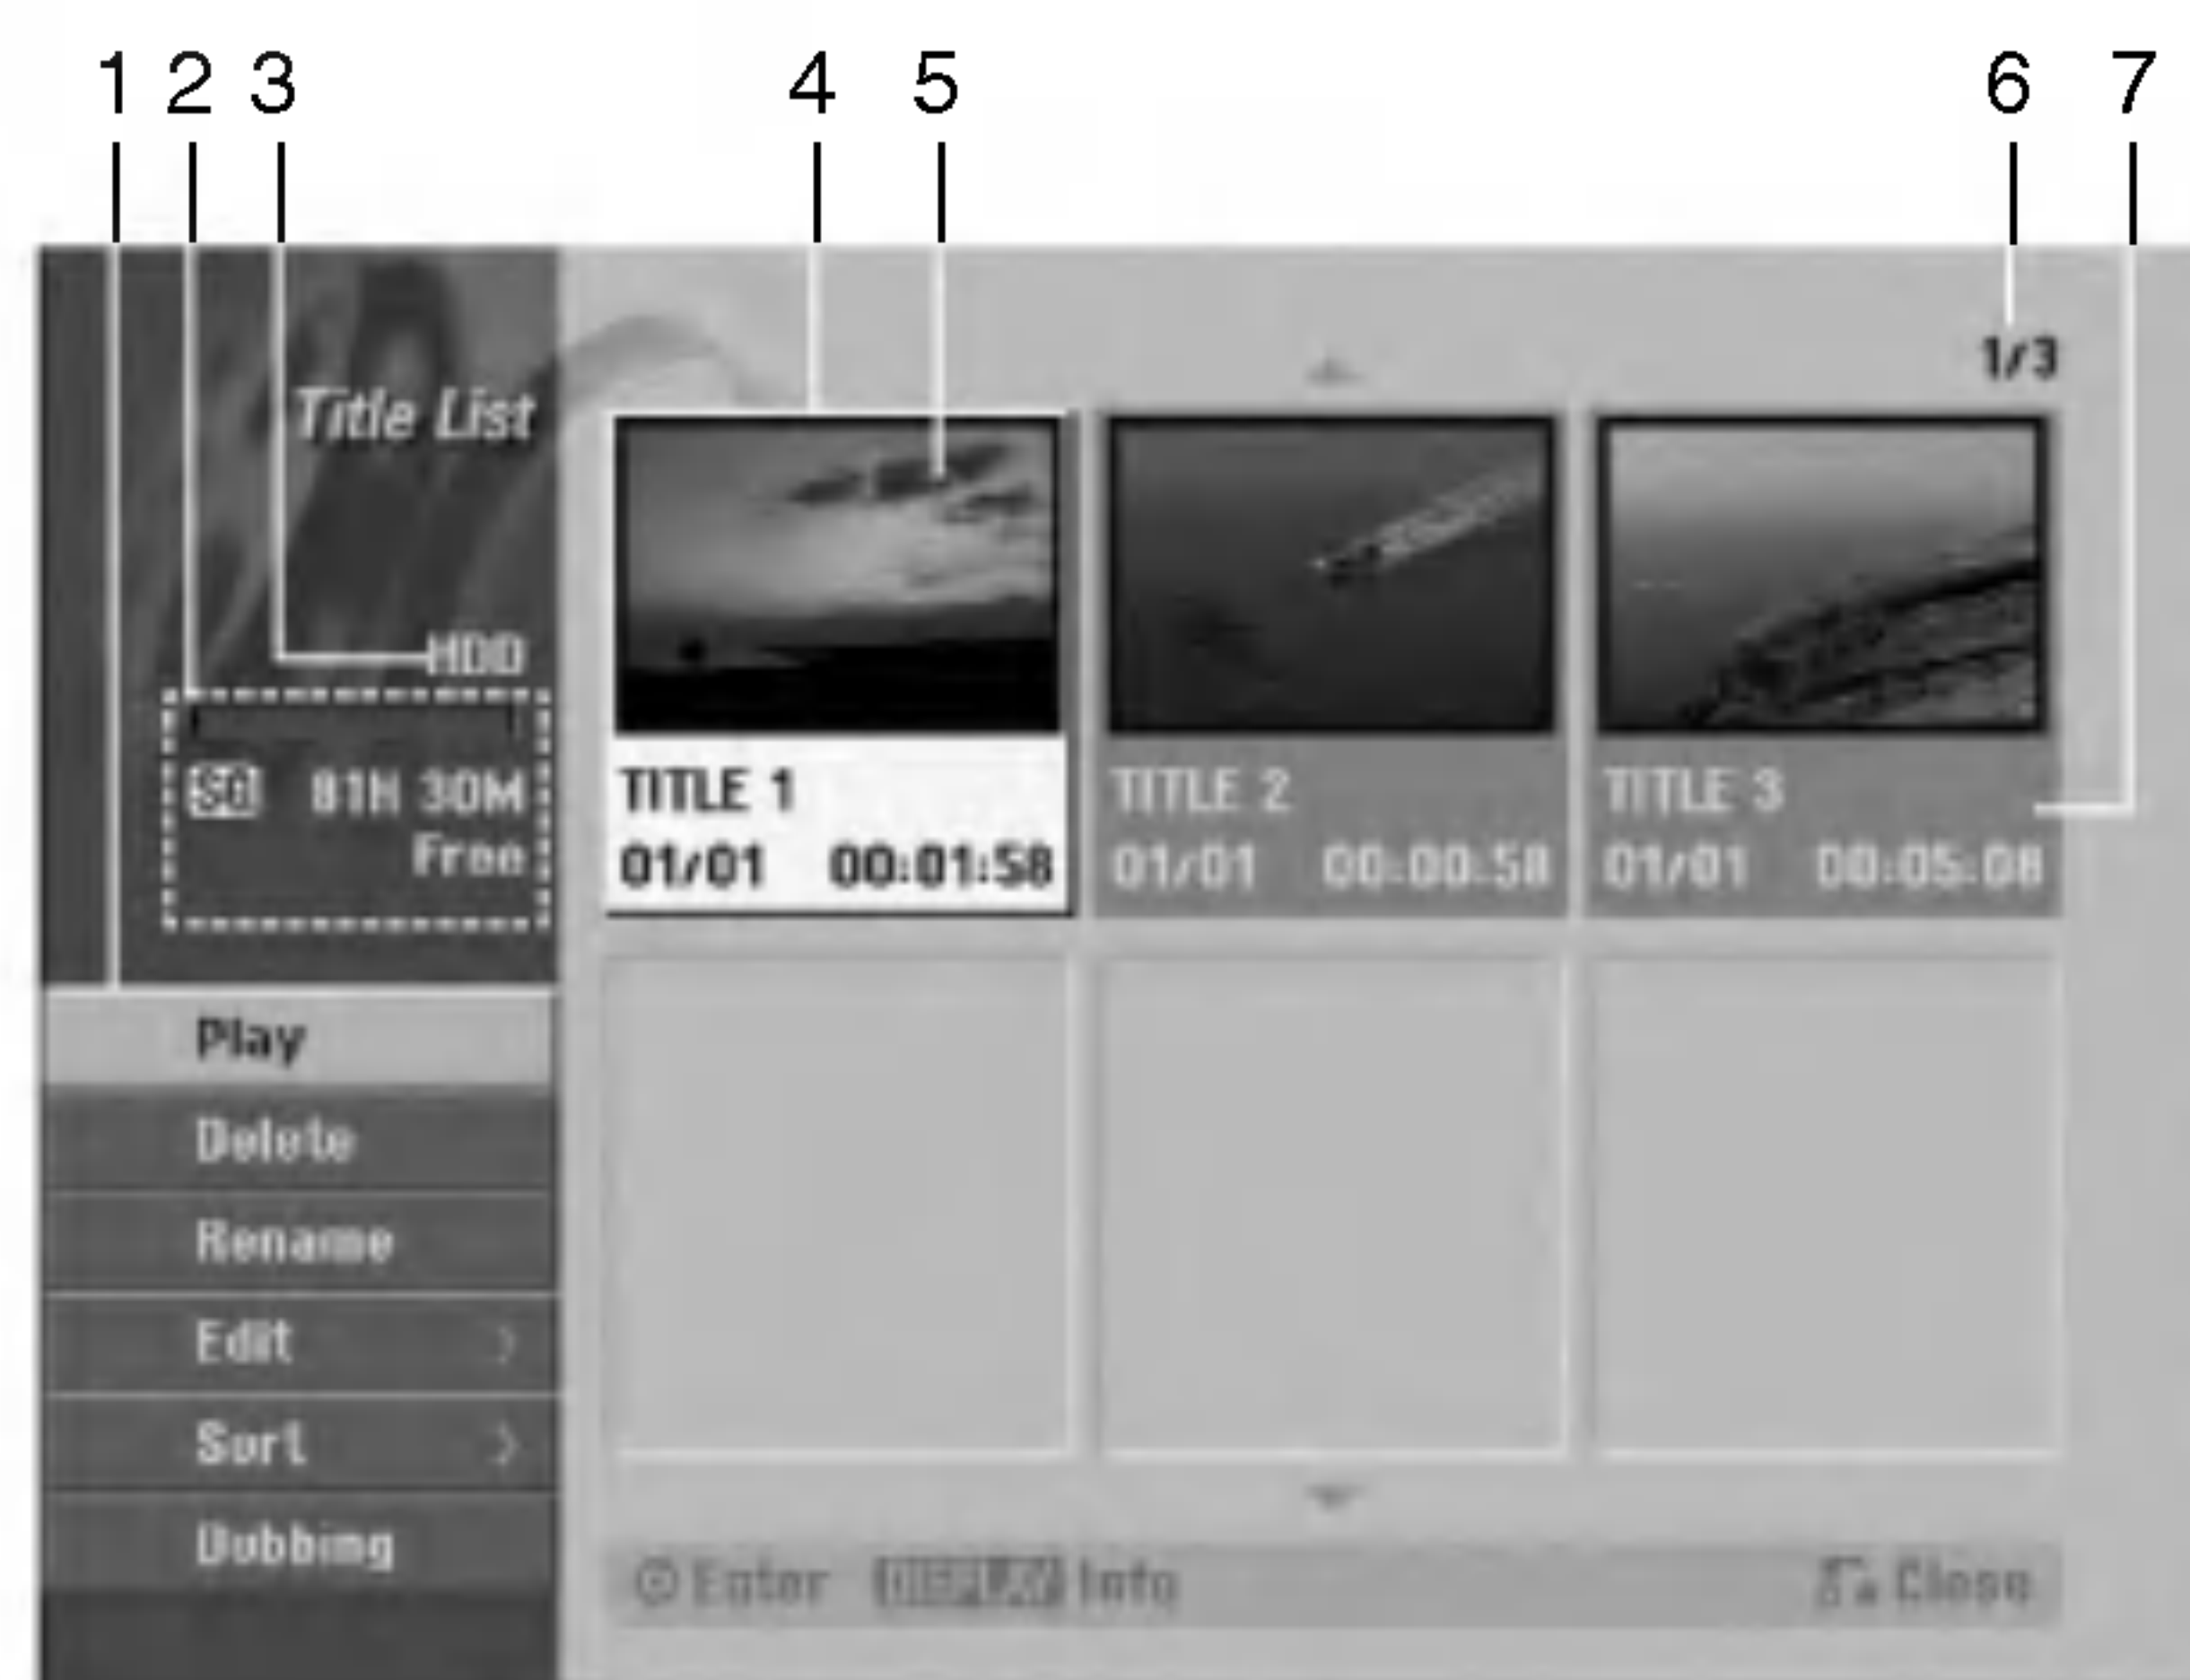 1 2 3 4 5 6 7
1/3
Title List
HDD
SQ 81H 30M
Free
TITLE 1
01/01 00:01:58
TITLE 2
01/01 00:00:58
TITLE 3
01/01 00:05:08
Play
Delete
Rename
Edit >
Sort >
Dubbing
Enter DISPLAY Info Close